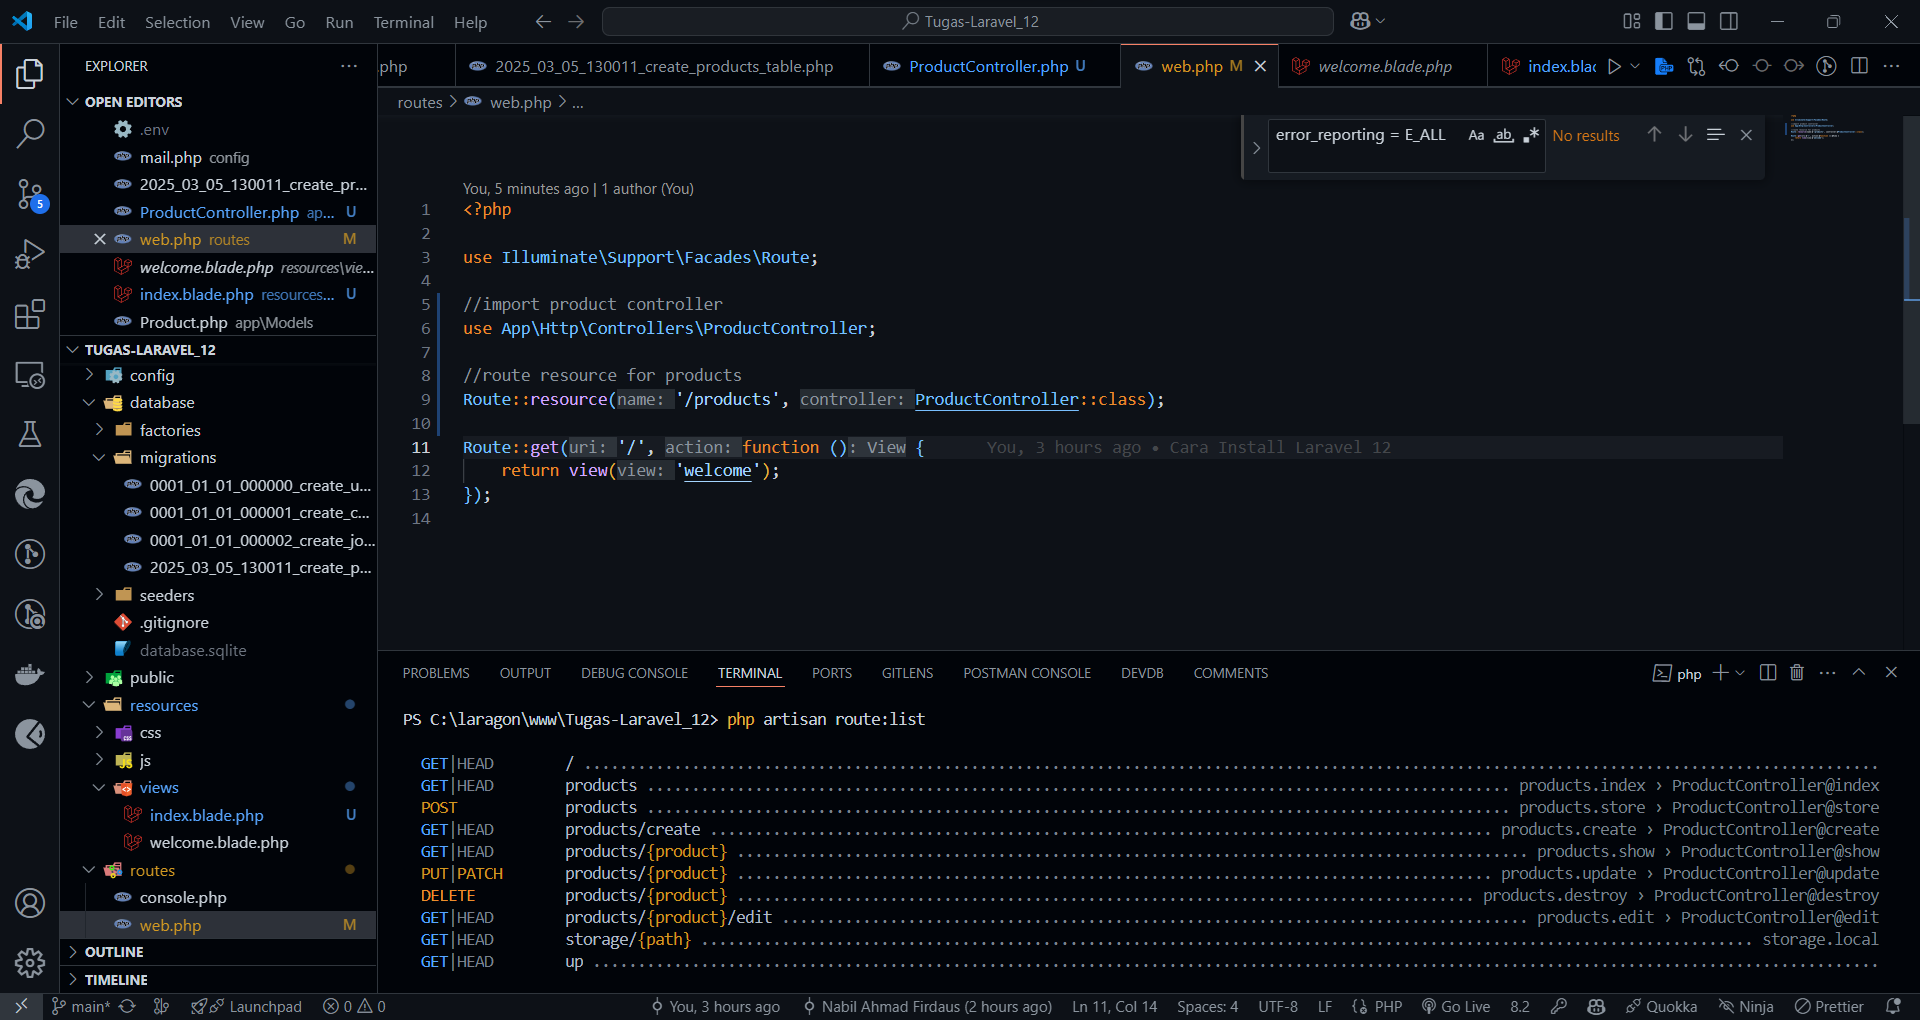 File Edit Selection View Go Run Terminal Help
Tugas-Laravel_12
EXPLORER
OPEN EDITORS
.env
mail.php config
2025_03_05_130011_create_pr...
ProductController.php ap... U
web.php routes M
welcome.blade.php resources\vie...
index.blade.php resources... U
Product.php app\Models
TUGAS-LARAVEL_12
config
database
factories
migrations
0001_01_01_000000_create_u...
0001_01_01_000001_create_c...
0001_01_01_000002_create_jo...
2025_03_05_130011_create_p...
seeders
.gitignore
database.sqlite
public
resources
css
js
views
index.blade.php U
welcome.blade.php
routes
console.php
web.php M
OUTLINE
TIMELINE
5
.php 2025_03_05_130011_create_products_table.php ProductController.php U web.php M welcome.blade.php index.blac
routes > web.php > ...
error_reporting = E_ALL Aa ab .* No results
You, 5 minutes ago | 1 author (You)
1 <?php
2
3 use Illuminate\Support\Facades\Route;
4
5 //import product controller
6 use App\Http\Controllers\ProductController;
7
8 //route resource for products
9 Route::resource(name: '/products', controller: ProductController::class);
10
11 Route::get(uri: '/', action: function (): View { You, 3 hours ago • Cara Install Laravel 12
12 return view(view: 'welcome');
13 });
14
PROBLEMS OUTPUT DEBUG CONSOLE TERMINAL PORTS GITLENS POSTMAN CONSOLE DEVDB COMMENTS php
PS C:\laragon\www\Tugas-Laravel_12> php artisan route:list
GET|HEAD / ..........
GET|HEAD products .......... products.index › ProductController@index
POST products .......... products.store › ProductController@store
GET|HEAD products/create .......... products.create › ProductController@create
GET|HEAD products/{product} .......... products.show › ProductController@show
PUT|PATCH products/{product} .......... products.update › ProductController@update
DELETE products/{product} .......... products.destroy › ProductController@destroy
GET|HEAD products/{product}/edit .......... products.edit › ProductController@edit
GET|HEAD storage/{path} .......... storage.local
GET|HEAD up ..........
main* Launchpad 0 0 You, 3 hours ago Nabil Ahmad Firdaus (2 hours ago) Ln 11, Col 14 Spaces: 4 UTF-8 LF {} PHP Go Live 8.2 Quokka Ninja Prettier